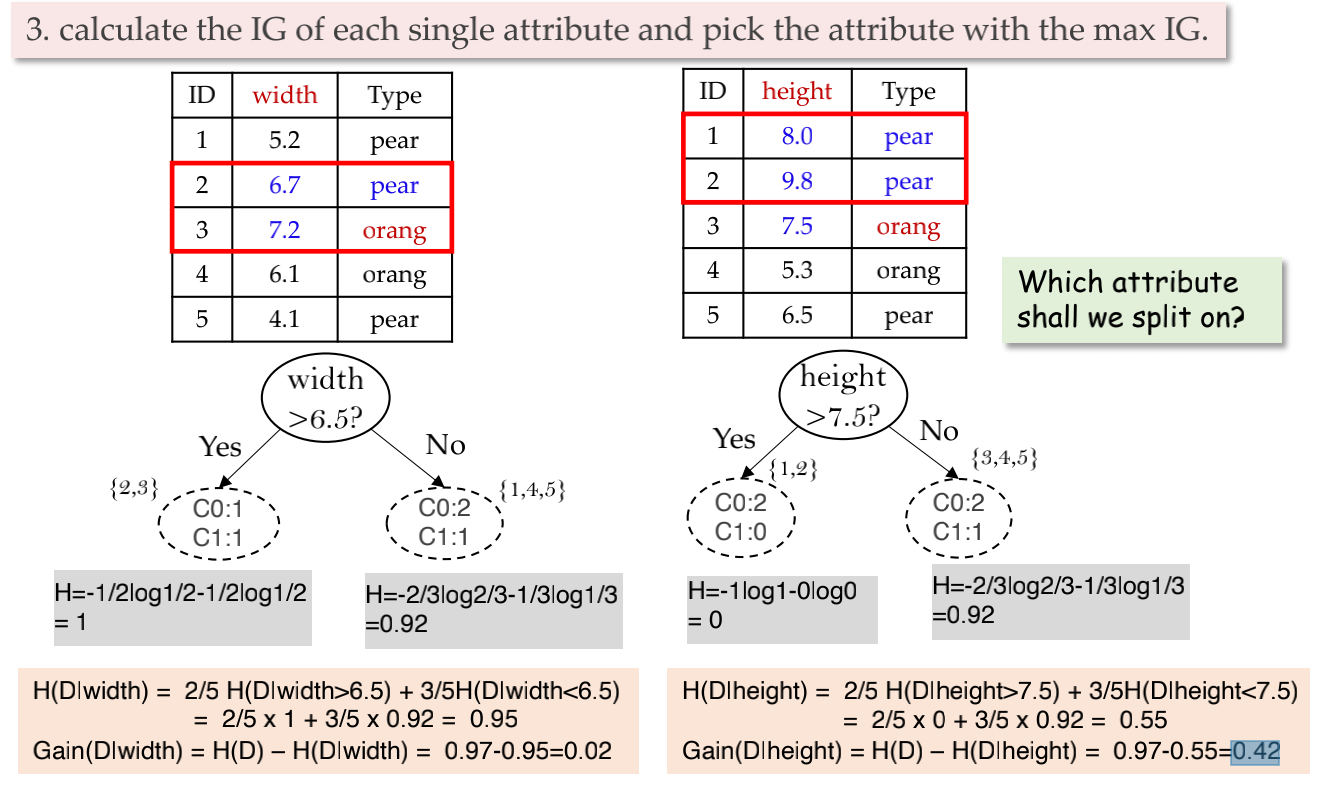 3. calculate the IG of each single attribute and pick the attribute with the max IG.
ID width Type
1 5.2 pear
2 6.7 pear
3 7.2 orang
4 6.1 orang
5 4.1 pear
ID height Type
1 8.0 pear
2 9.8 pear
3 7.5 orang
4 5.3 orang
5 6.5 pear
Which attribute
shall we split on?
width
>6.5?
Yes
No
{2,3}
C0:1
C1:1
{1,4,5}
C0:2
C1:1
height
>7.5?
Yes
No
{1,2}
C0:2
C1:0
{3,4,5}
C0:2
C1:1
H=-1/2log1/2-1/2log1/2
= 1
H=-2/3log2/3-1/3log1/3
=0.92
H=-1log1-0log0
= 0
H=-2/3log2/3-1/3log1/3
=0.92
H(D|width) = 2/5 H(D|width>6.5) + 3/5H(D|width<6.5)
= 2/5 x 1 + 3/5 x 0.92 = 0.95
Gain(D|width) = H(D) – H(D|width) = 0.97-0.95=0.02
H(D|height) = 2/5 H(D|height>7.5) + 3/5H(D|height<7.5)
= 2/5 x 0 + 3/5 x 0.92 = 0.55
Gain(D|height) = H(D) – H(D|height) = 0.97-0.55=0.42